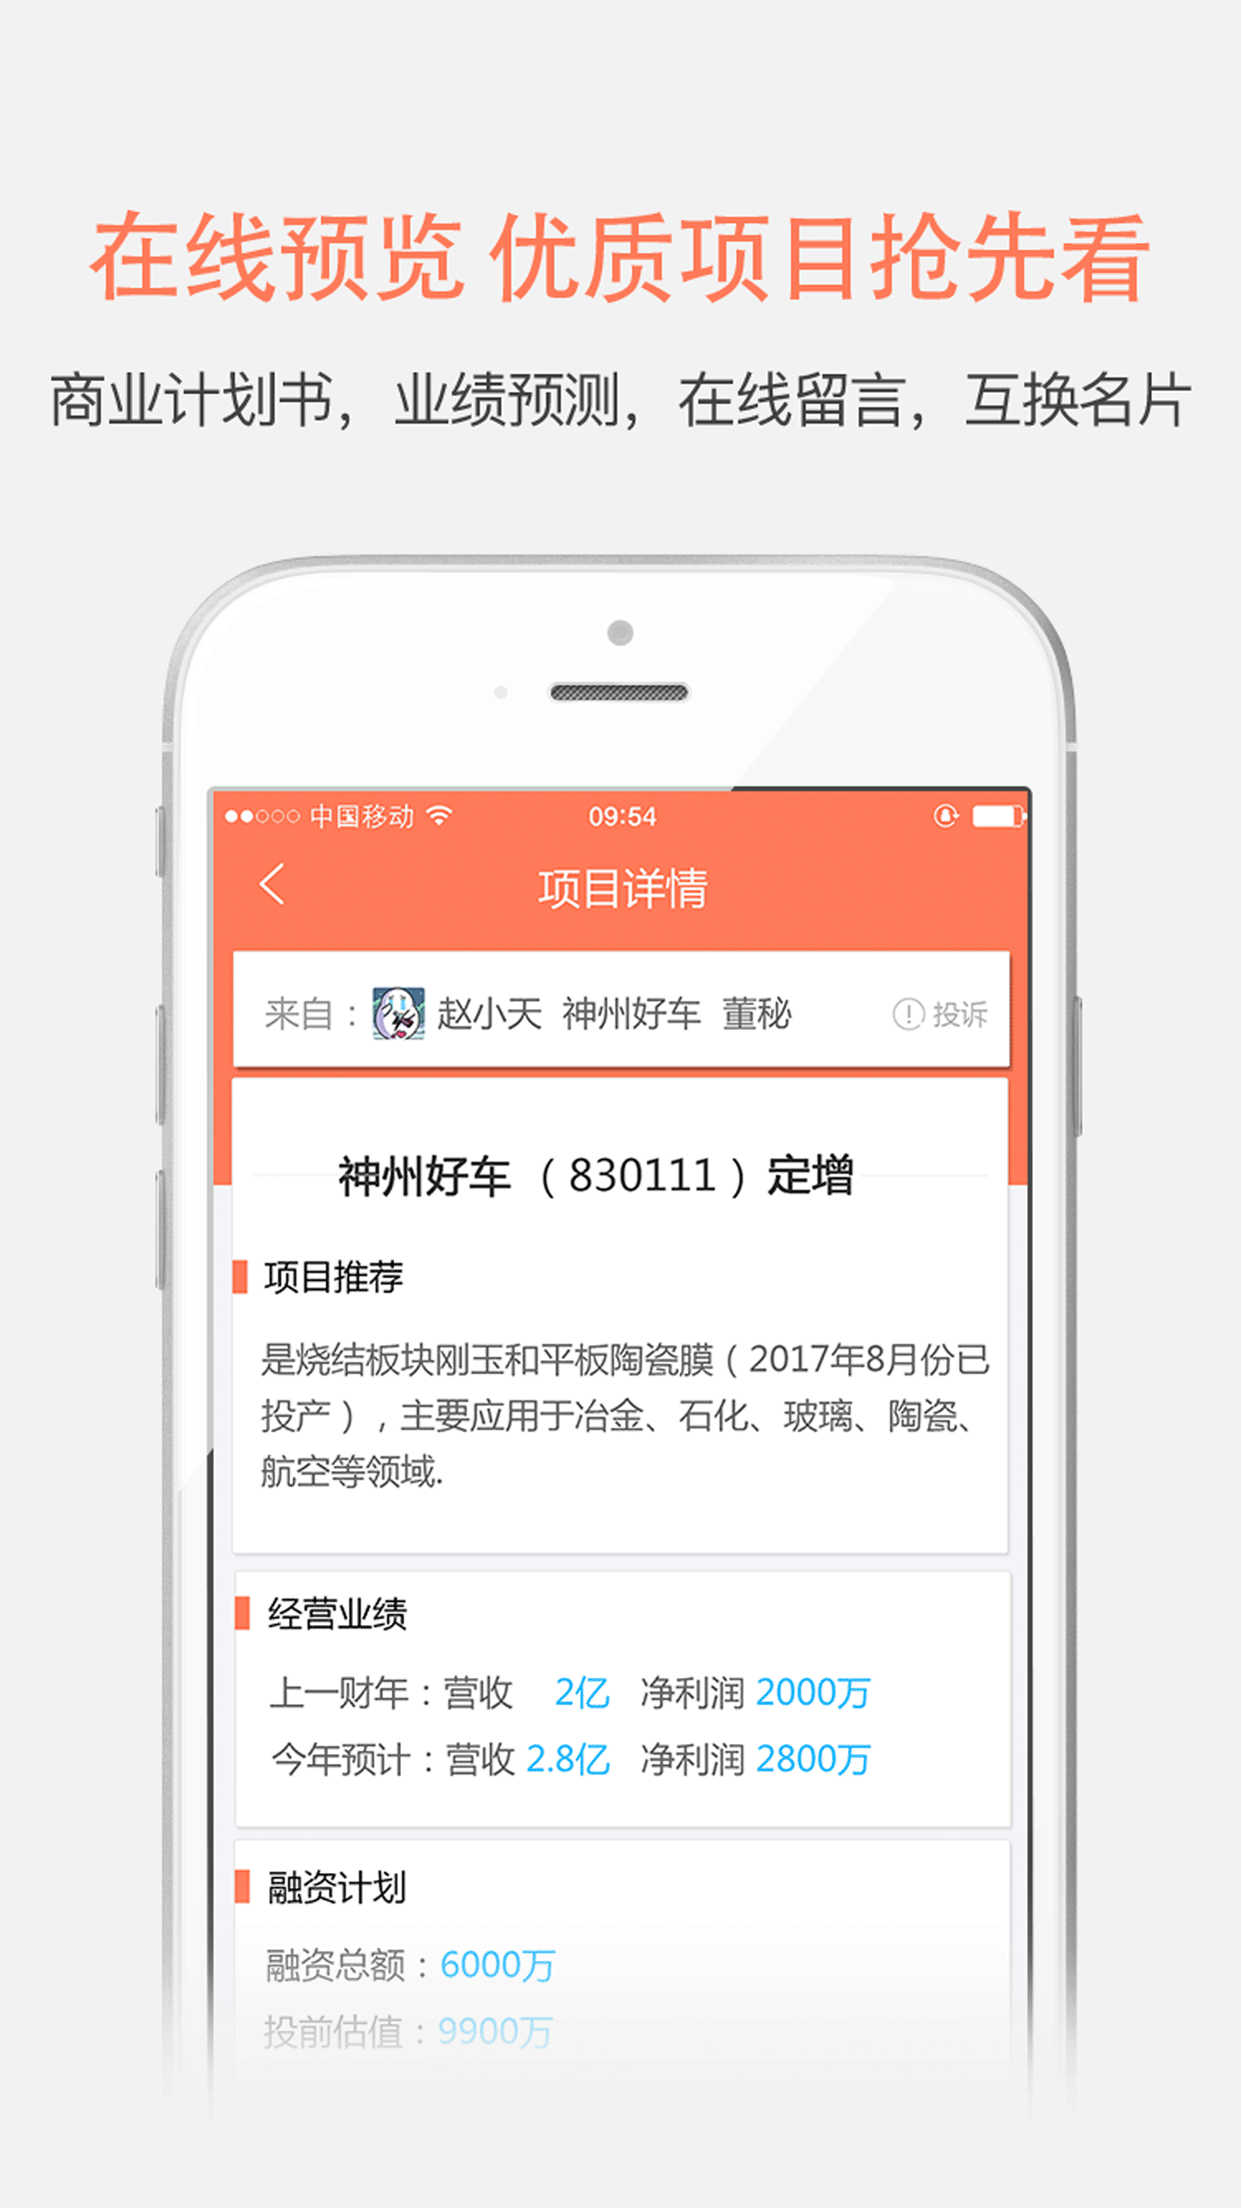 在线预览 优质项目抢先看
商业计划书，业绩预测，在线留言，互换名片
中国移动 09:54
项目详情
来自： 赵小天 神州好车 董秘 投诉
神州好车（830111）定增
项目推荐
是烧结板块刚玉和平板陶瓷膜（2017年8月份已
投产），主要应用于冶金、石化、玻璃、陶瓷、
航空等领域.
经营业绩
上一财年：营收 2亿 净利润 2000万
今年预计：营收 2.8亿 净利润 2800万
融资计划
融资总额：6000万
投前估值：9900万